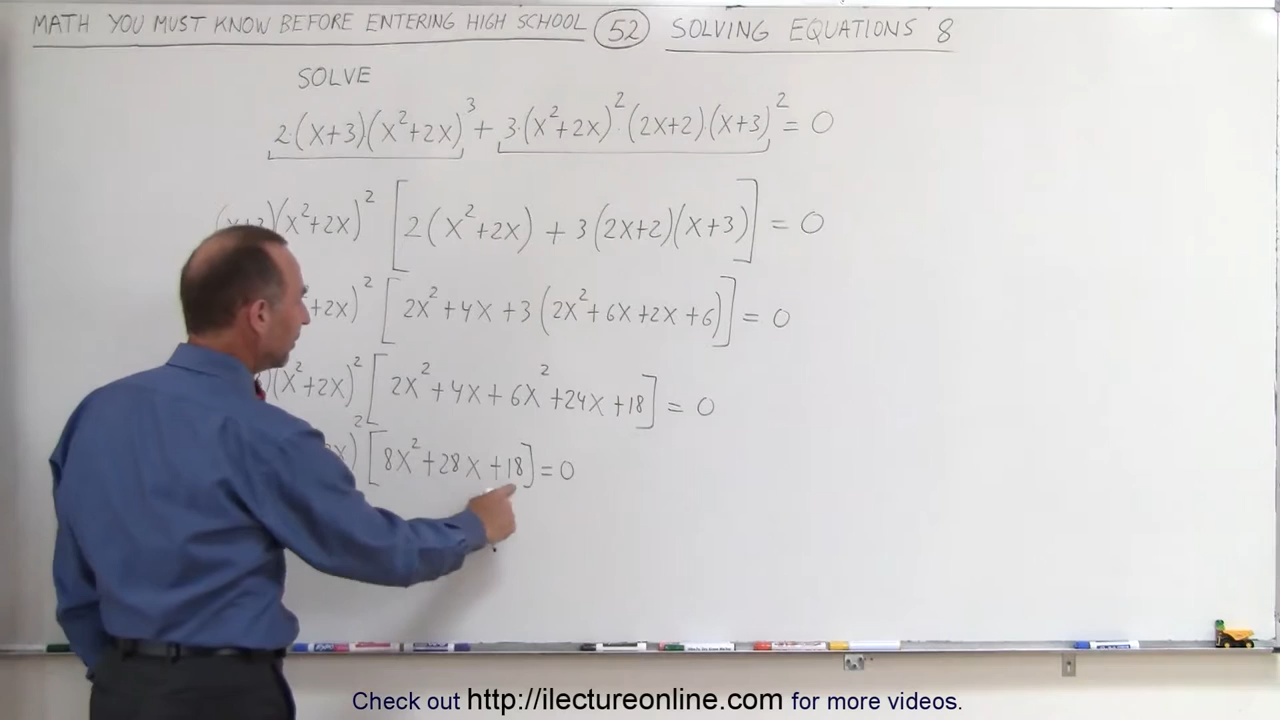 MATH YOU MUST KNOW BEFORE ENTERING HIGH SCHOOL (52) SOLVING EQUATIONS 8
SOLVE
2·(x+3)(x²+2x)³ + 3·(x²+2x)²·(2x+2)·(x+3)² = 0
(x+3)(x²+2x)² [2(x²+2x) + 3(2x+2)(x+3)] = 0
+2x)² [2x²+4x+3(2x²+6x+2x+6)] = 0
)(x²+2x)² [2x²+4x+6x²+24x+18] = 0
x)² [8x²+28x+18] = 0
Check out http://ilectureonline.com for more videos.